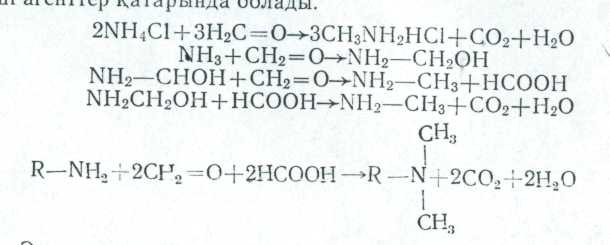 агенттер қатарында болады.
2NH₄Cl+3H₂C=O→3CH₃NH₂HCl+CO₂+H₂O
NH₃+CH₂=O→NH₂—CH₂OH
NH₂—CHOH+CH₂=O→NH₂—CH₃+HCOOH
NH₂CH₂OH+HCOOH→NH₂—CH₃+CO₂+H₂O
CH₃
|
R—NH₂+2CH₂=O+2HCOOH→R—N+2CO₂+2H₂O
|
CH₃